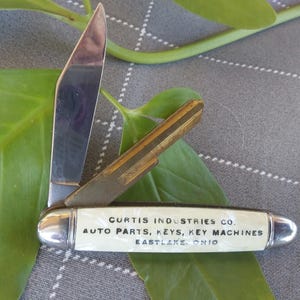 CURTIS INDUSTRIES CO.
AUTO PARTS, KEYS, KEY MACHINES
EASTLAKE, OHIO